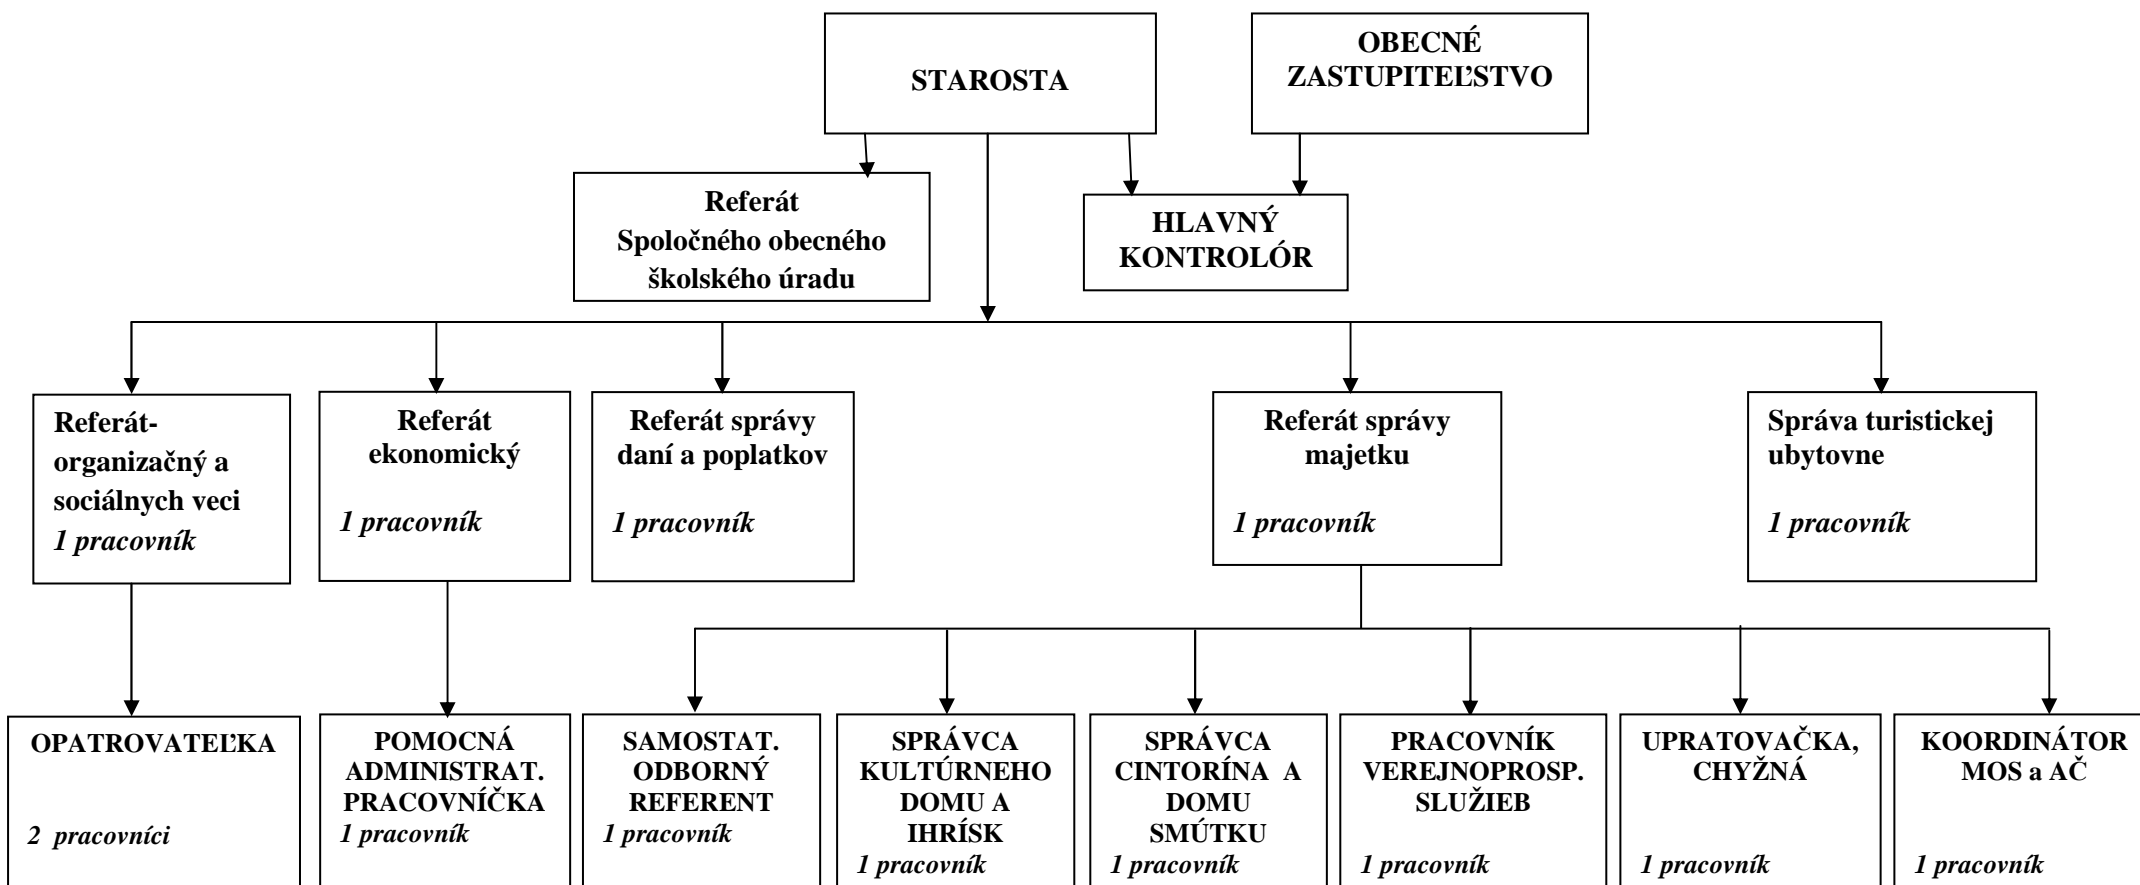 STAROSTA
OBECNÉ
ZASTUPITEĽSTVO
Referát
Spoločného obecného
školského úradu
HLAVNÝ
KONTROLÓR
Referát-
organizačný a
sociálnych veci
1 pracovník
Referát
ekonomický
1 pracovník
Referát správy
daní a poplatkov
1 pracovník
Referát správy
majetku
1 pracovník
Správa turistickej
ubytovne
1 pracovník
OPATROVATEĽKA
2 pracovníci
POMOCNÁ
ADMINISTRAT.
PRACOVNÍČKA
1 pracovník
SAMOSTAT.
ODBORNÝ
REFERENT
1 pracovník
SPRÁVCA
KULTÚRNEHO
DOMU A
IHRÍSK
1 pracovník
SPRÁVCA
CINTORÍNA A
DOMU
SMÚTKU
1 pracovník
PRACOVNÍK
VEREJNOPROSP.
SLUŽIEB
1 pracovník
UPRATOVAČKA,
CHYŽNÁ
1 pracovník
KOORDINÁTOR
MOS a AČ
1 pracovník